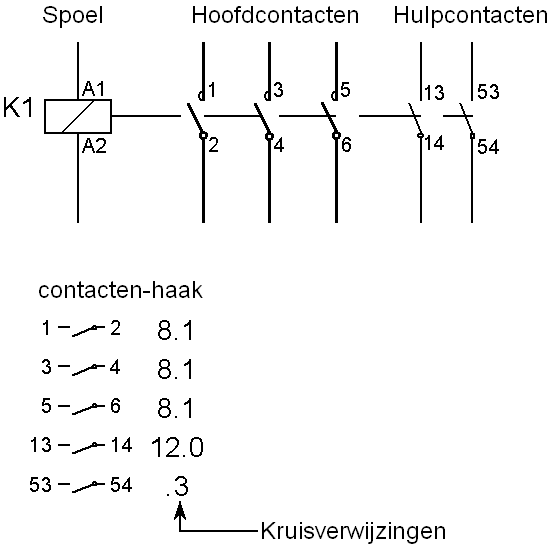 Spoel Hoofdcontacten Hulpcontacten
A1 1 3 5 13 53
K1
A2 2 4 6 14 54
contacten-haak
1 2 8.1
3 4 8.1
5 6 8.1
13 14 12.0
53 54 .3
Kruisverwijzingen